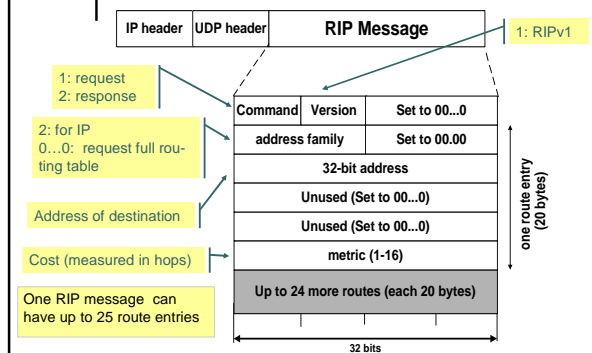 IP header UDP header RIP Message
1: RIPv1
1: request
2: response
Command Version Set to 00...0
2: for IP
0…0: request full rou-
ting table
address family Set to 00.00
32-bit address
Address of destination
Unused (Set to 00...0)
Unused (Set to 00...0)
Cost (measured in hops)
metric (1-16)
one route entry
(20 bytes)
One RIP message can
have up to 25 route entries
Up to 24 more routes (each 20 bytes)
32 bits